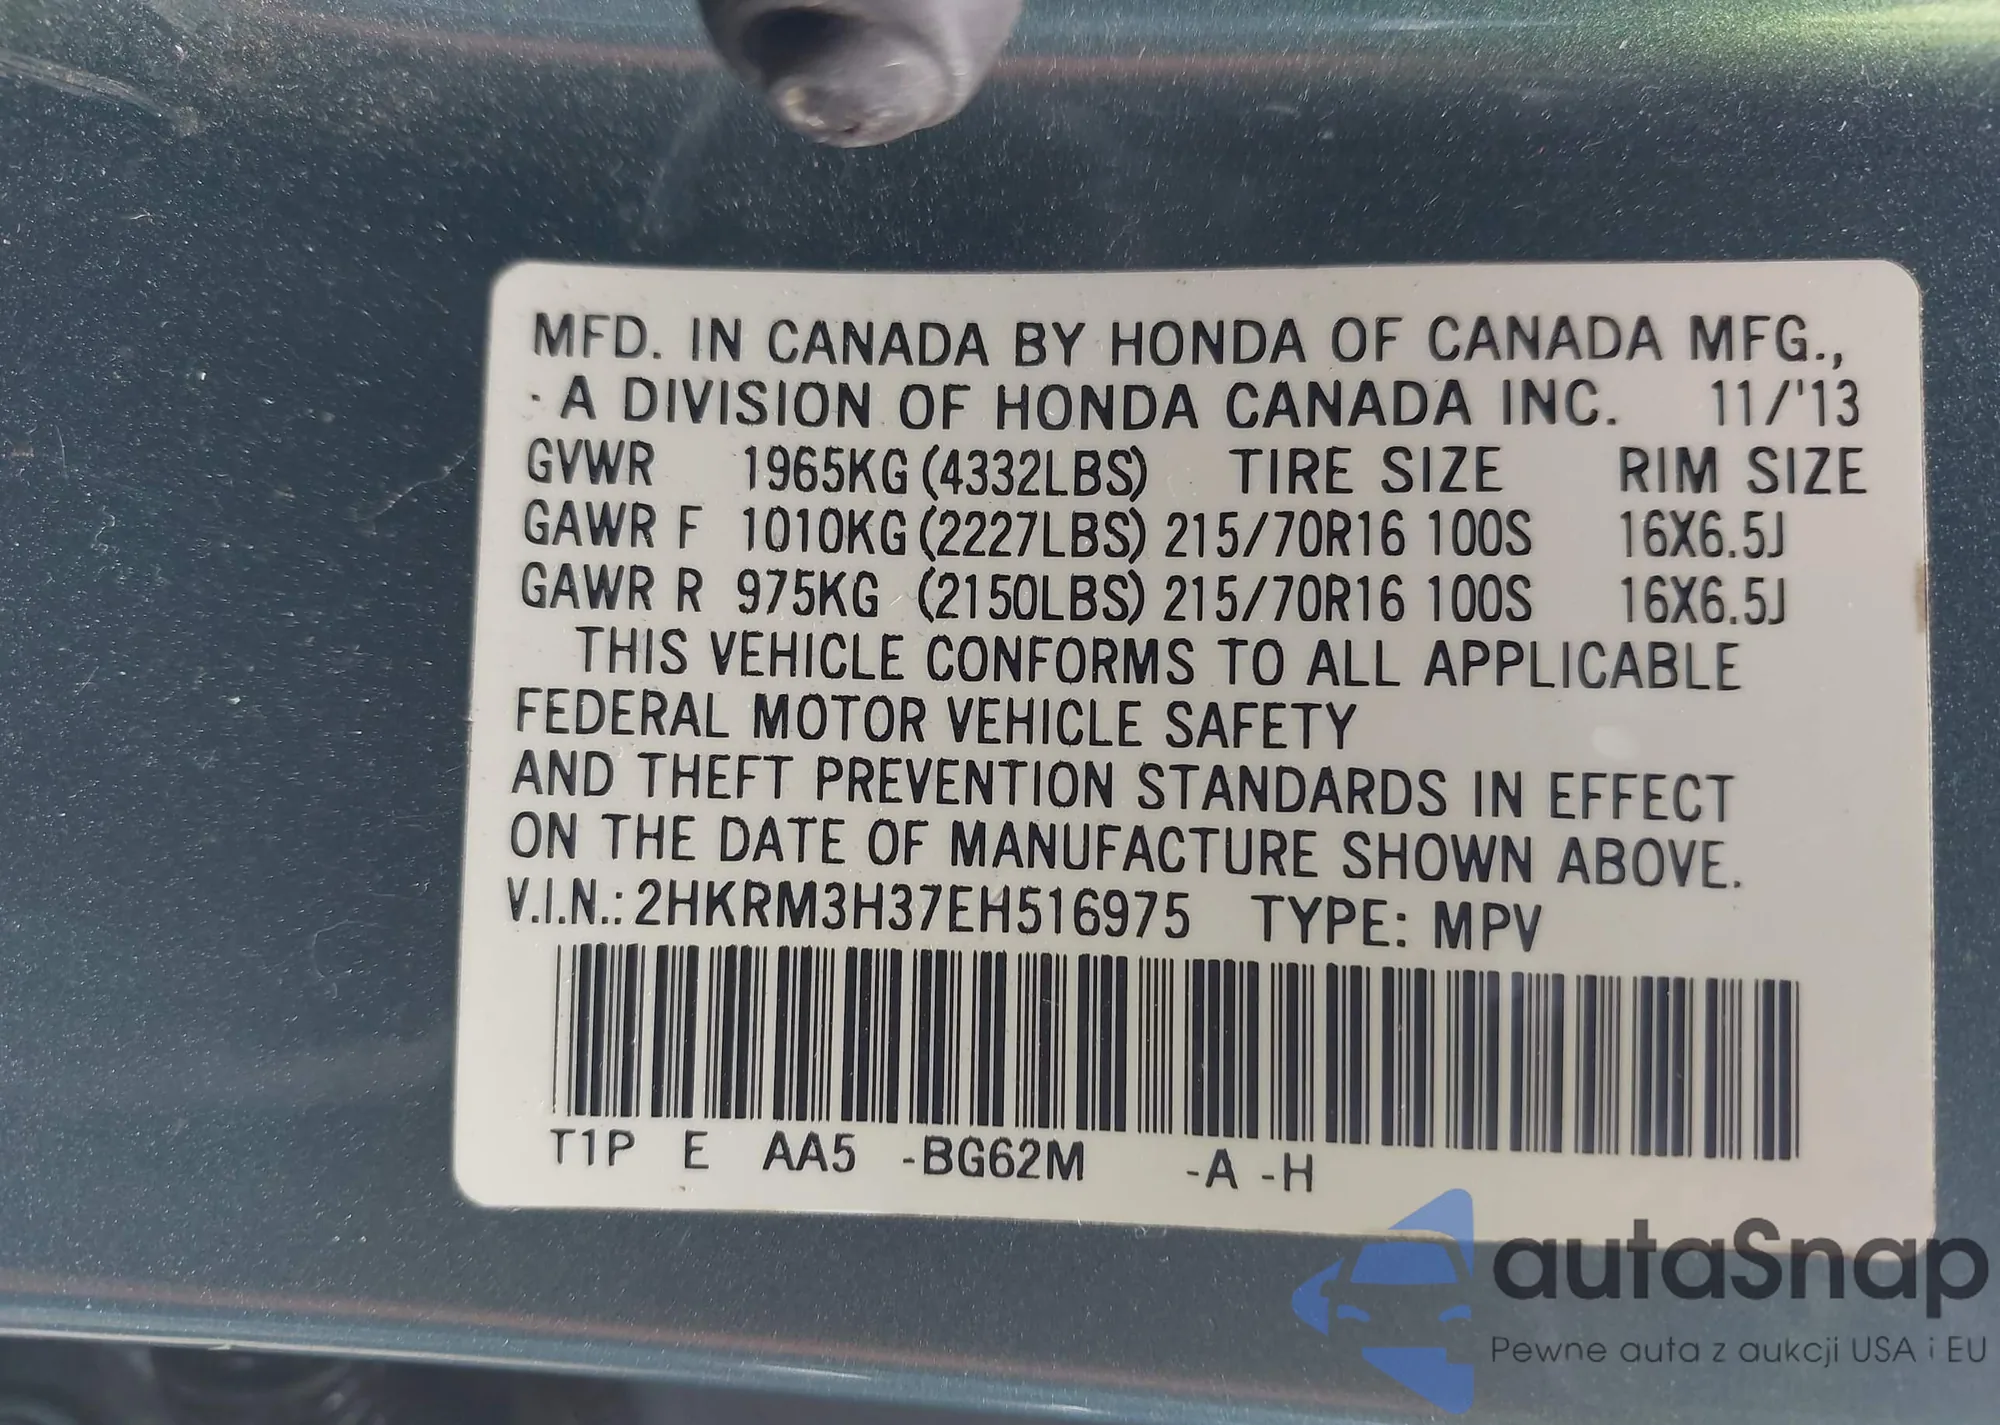 MFD. IN CANADA BY HONDA OF CANADA MFG.,
· A DIVISION OF HONDA CANADA INC. 11/'13
GVWR 1965KG (4332LBS) TIRE SIZE RIM SIZE
GAWR F 1010KG (2227LBS) 215/70R16 100S 16X6.5J
GAWR R 975KG (2150LBS) 215/70R16 100S 16X6.5J
THIS VEHICLE CONFORMS TO ALL APPLICABLE
FEDERAL MOTOR VEHICLE SAFETY
AND THEFT PREVENTION STANDARDS IN EFFECT
ON THE DATE OF MANUFACTURE SHOWN ABOVE.
V.I.N.: 2HKRM3H37EH516975 TYPE: MPV
T1P E AA5 -BG62M -A -H
autaSnap
Pewne auta z aukcji USA i EU